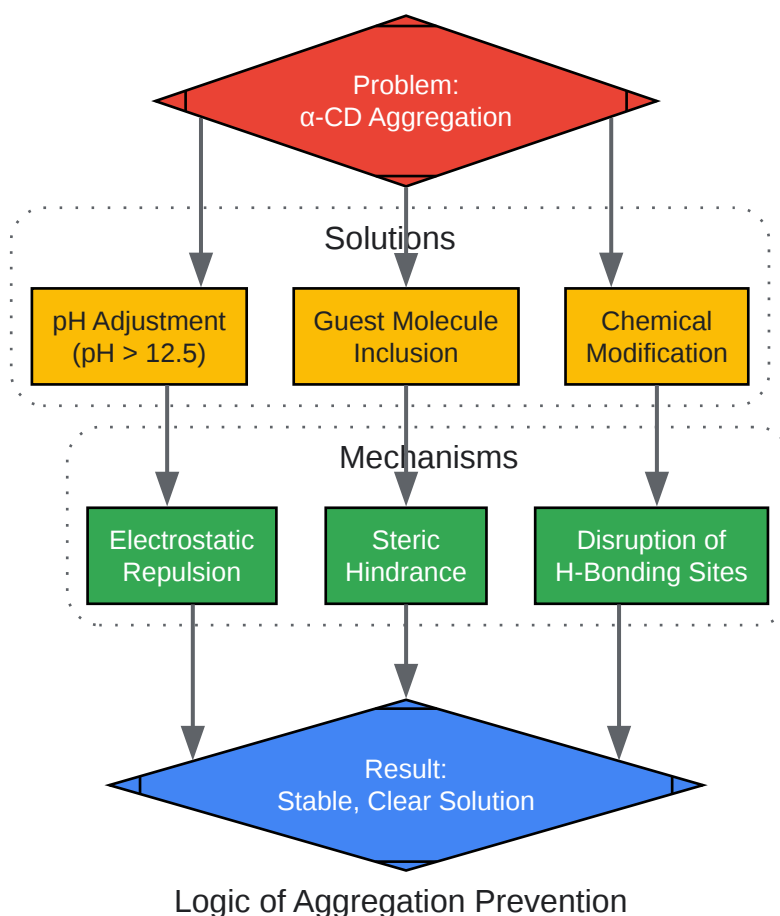 Problem:
α-CD Aggregation
Solutions
pH Adjustment
(pH > 12.5)
Guest Molecule
Inclusion
Chemical
Modification
Mechanisms
Electrostatic
Repulsion
Steric
Hindrance
Disruption of
H-Bonding Sites
Result:
Stable, Clear Solution
Logic of Aggregation Prevention